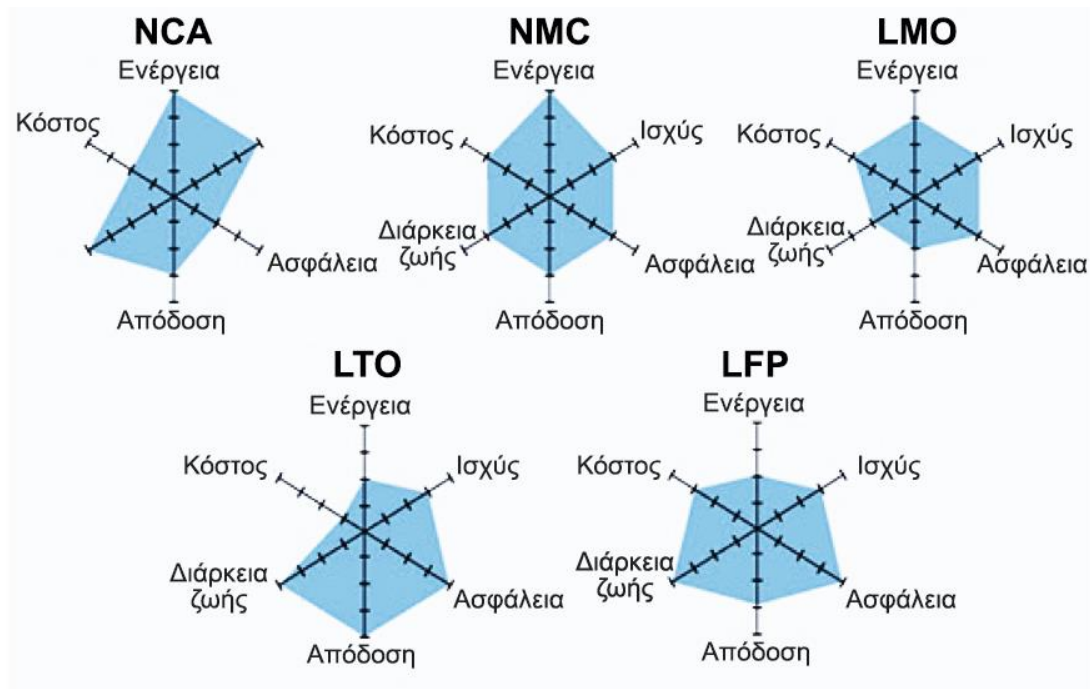 NCA
Ενέργεια
Κόστος
Ασφάλεια
Απόδοση
NMC
Ενέργεια
Κόστος
Ισχύς
Διάρκεια
ζωής
Ασφάλεια
Απόδοση
LMO
Ενέργεια
Κόστος
Ισχύς
Διάρκεια
ζωής
Ασφάλεια
Απόδοση
LTO
Ενέργεια
Κόστος
Ισχύς
Διάρκεια
ζωής
Ασφάλεια
Απόδοση
LFP
Ενέργεια
Κόστος
Ισχύς
Διάρκεια
ζωής
Ασφάλεια
Απόδοση